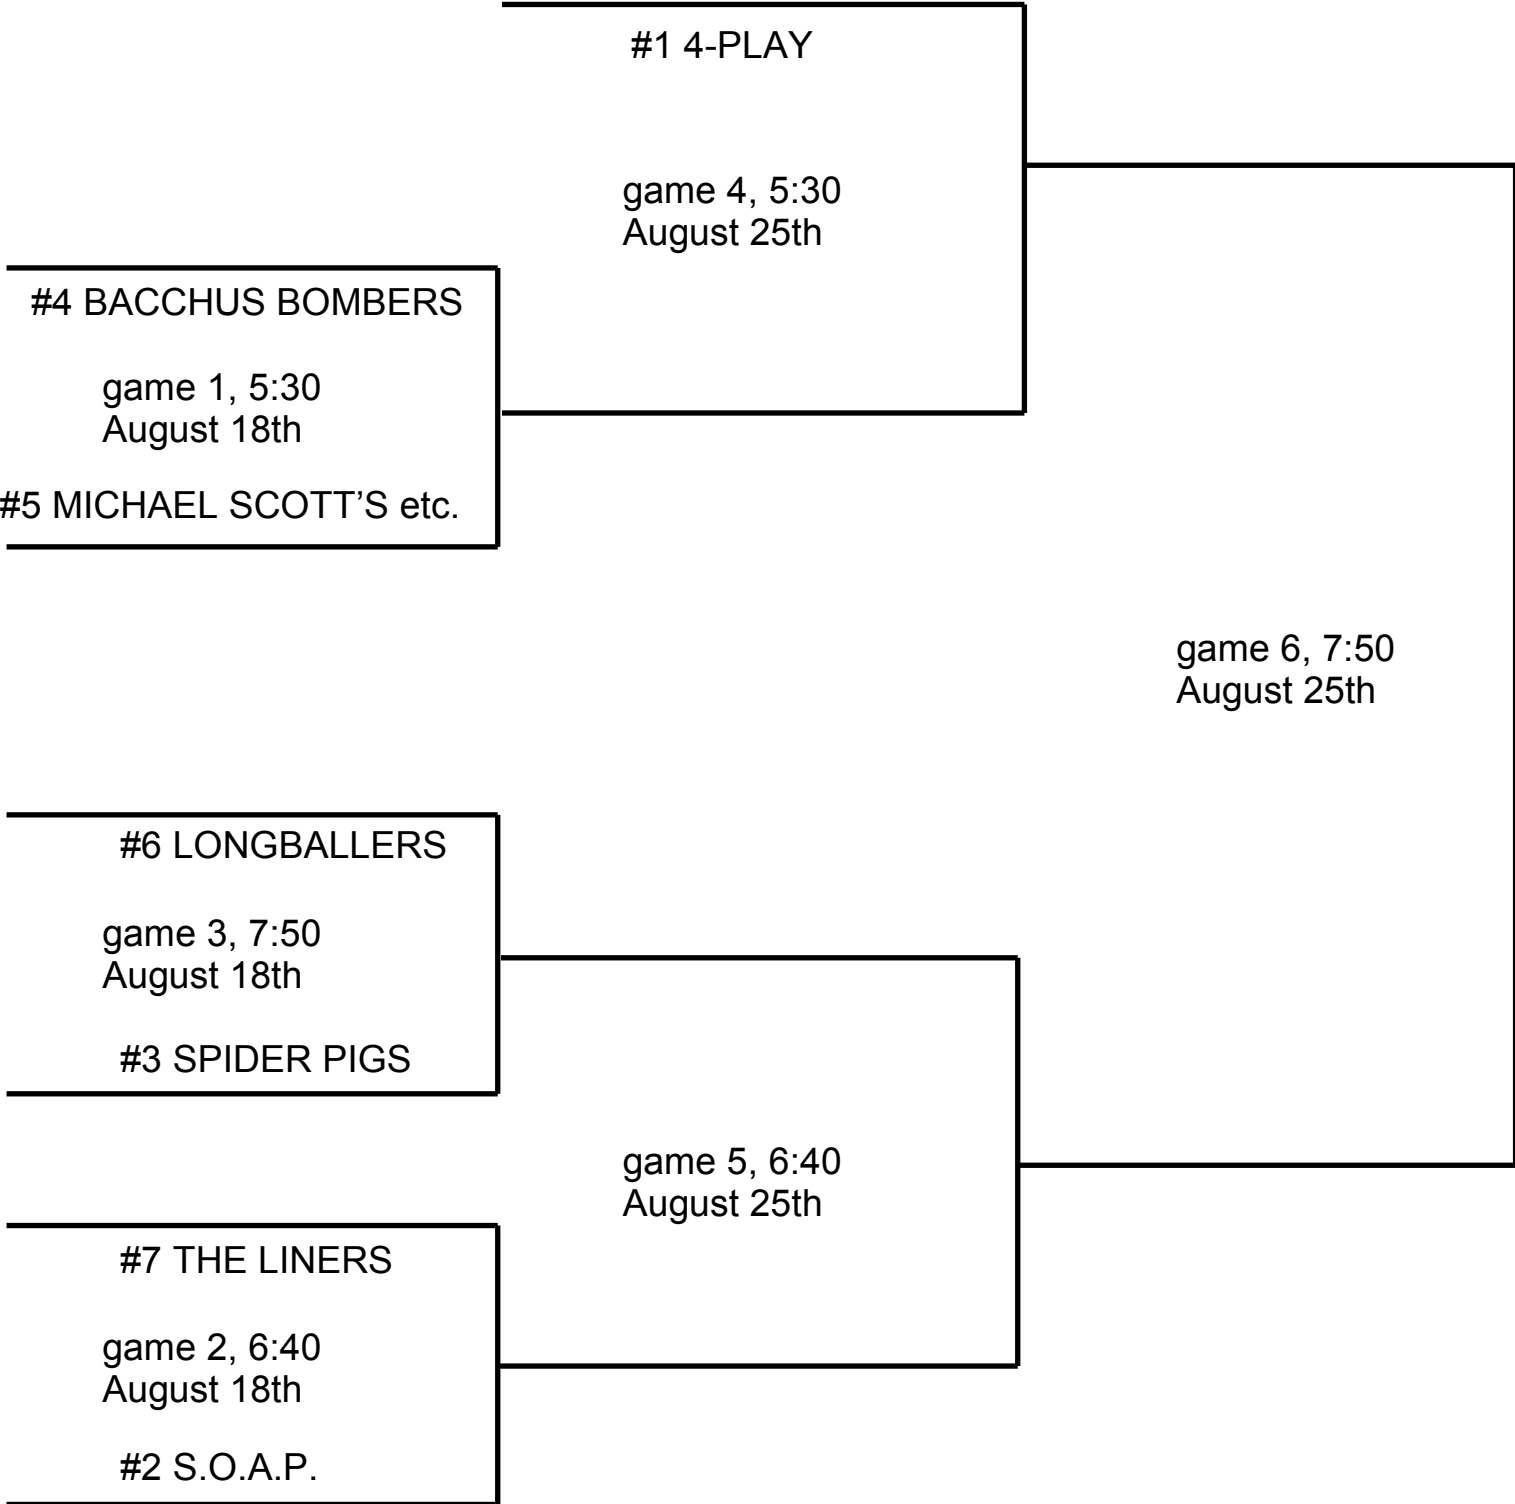 #1 4-PLAY
game 4, 5:30
August 25th
#4 BACCHUS BOMBERS
game 1, 5:30
August 18th
#5 MICHAEL SCOTT’S etc.
game 6, 7:50
August 25th
#6 LONGBALLERS
game 3, 7:50
August 18th
#3 SPIDER PIGS
game 5, 6:40
August 25th
#7 THE LINERS
game 2, 6:40
August 18th
#2 S.O.A.P.